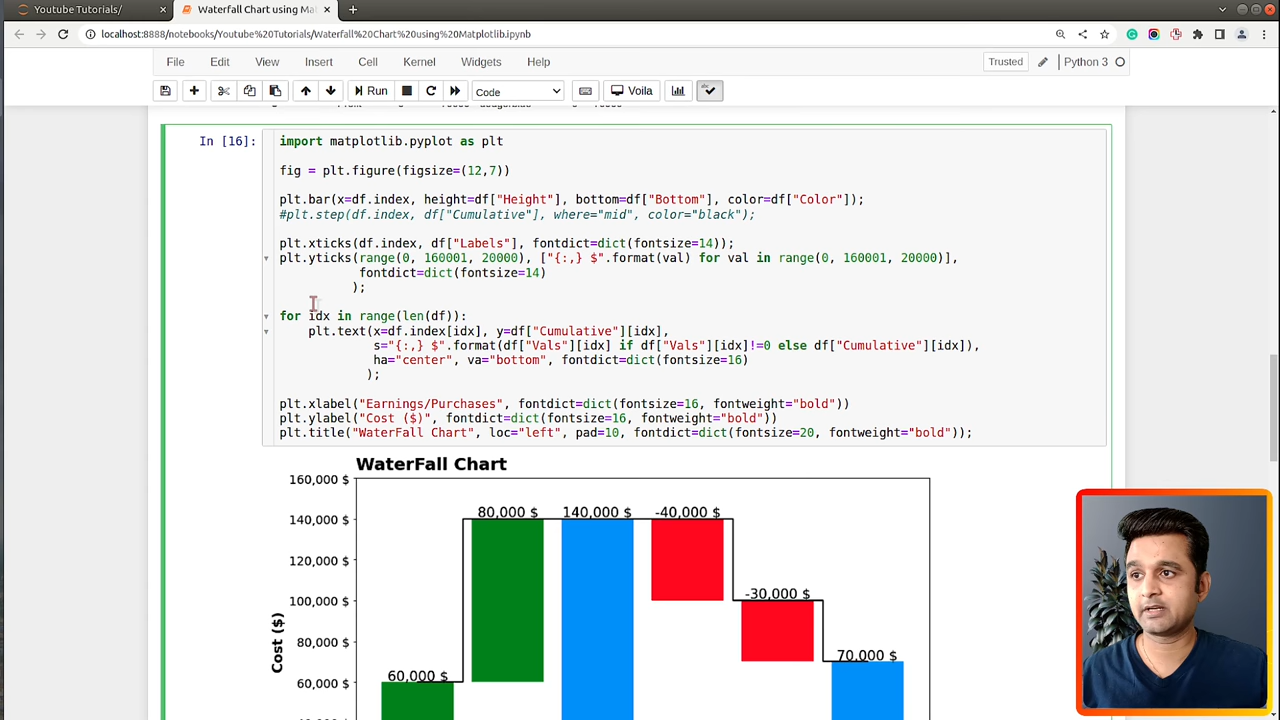 Youtube Tutorials/
Waterfall Chart using Mat
localhost:8888/notebooks/Youtube%20Tutorials/Waterfall%20Chart%20using%20Matplotlib.ipynb
File Edit View Insert Cell Kernel Widgets Help
Trusted Python 3
Run Code Voila
In [16]:
import matplotlib.pyplot as plt
fig = plt.figure(figsize=(12,7))
plt.bar(x=df.index, height=df["Height"], bottom=df["Bottom"], color=df["Color"]);
#plt.step(df.index, df["Cumulative"], where="mid", color="black");
plt.xticks(df.index, df["Labels"], fontdict=dict(fontsize=14));
plt.yticks(range(0, 160001, 20000), ["{:,} $".format(val) for val in range(0, 160001, 20000)],
fontdict=dict(fontsize=14)
);
for idx in range(len(df)):
plt.text(x=df.index[idx], y=df["Cumulative"][idx],
s="{:,} $".format(df["Vals"][idx] if df["Vals"][idx]!=0 else df["Cumulative"][idx]),
ha="center", va="bottom", fontdict=dict(fontsize=16)
);
plt.xlabel("Earnings/Purchases", fontdict=dict(fontsize=16, fontweight="bold"))
plt.ylabel("Cost ($)", fontdict=dict(fontsize=16, fontweight="bold"))
plt.title("WaterFall Chart", loc="left", pad=10, fontdict=dict(fontsize=20, fontweight="bold"));
WaterFall Chart
160,000 $
80,000 $ 140,000 $ -40,000 $
140,000 $
120,000 $
-30,000 $
100,000 $
80,000 $
70,000 $
60,000 $
60,000 $
Cost ($)